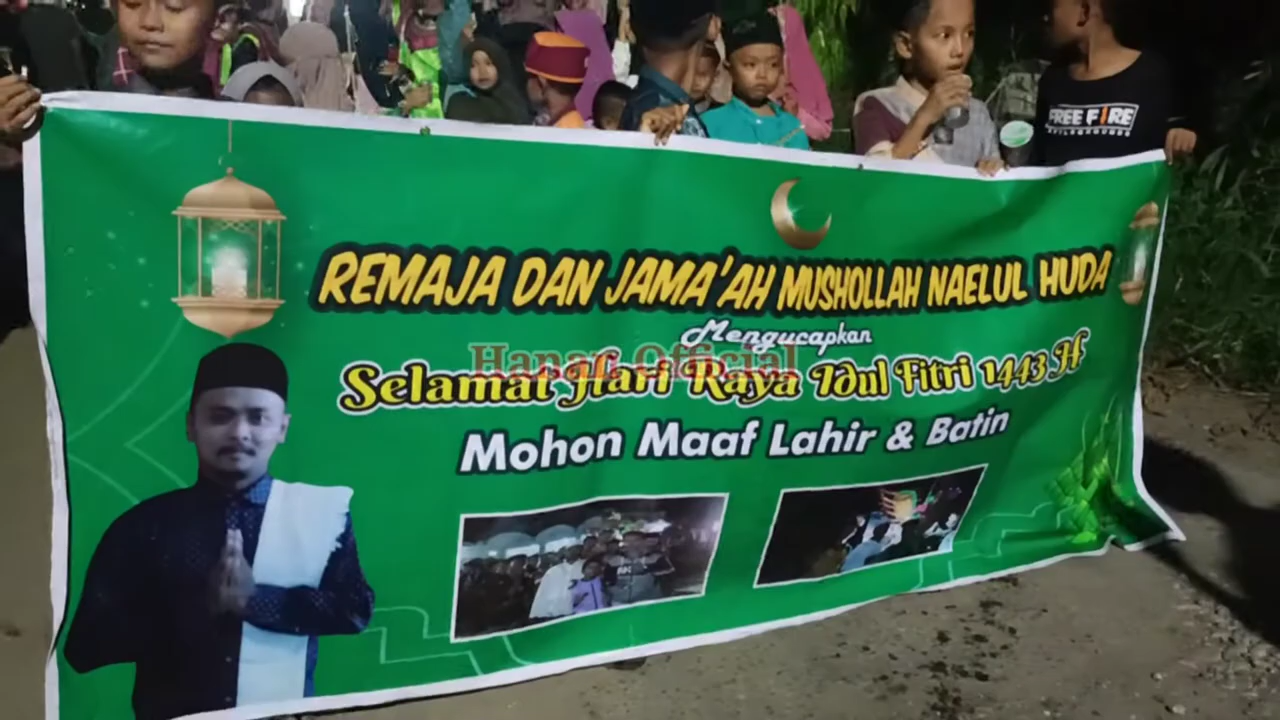 FREE FIRE
BATTLEGROUNDS
REMAJA DAN JAMA'AH MUSHOLLAH NAELUL HUDA
Mengucapkan
Hanan Official
Selamat Hari Raya Idul Fitri 1443 H
Mohon Maaf Lahir & Batin